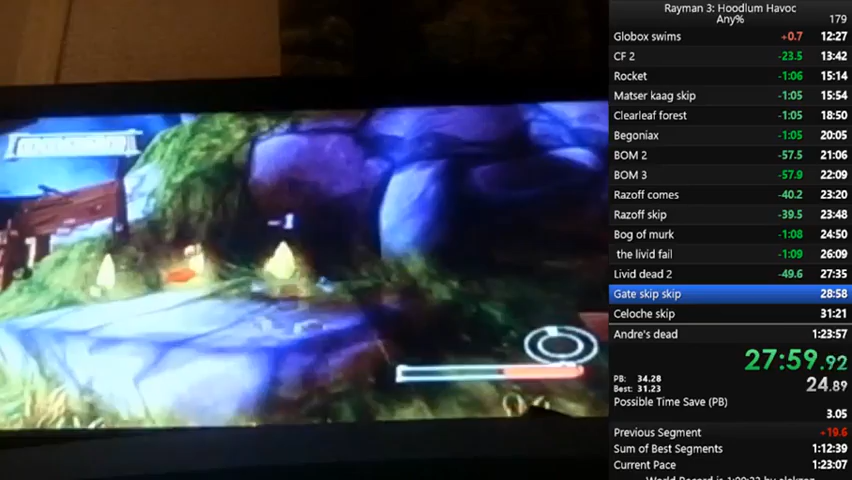 Rayman 3: Hoodlum Havoc
Any% 179
Globox swims +0.7 12:27
CF 2 -23.5 13:42
Rocket -1:06 15:14
Matser kaag skip -1:05 15:54
Clearleaf forest -1:05 18:50
Begoniax -1:05 20:05
BOM 2 -57.5 21:06
BOM 3 -57.9 22:09
Razoff comes -40.2 23:20
Razoff skip -39.5 23:48
Bog of murk -1:08 24:50
the livid fail -1:09 26:09
Livid dead 2 -49.6 27:35
Gate skip skip 28:58
Celoche skip 31:21
Andre's dead 1:23:57
27:59.92
PB: 34.28
Best: 31.23 24.89
Possible Time Save (PB)
3.05
Previous Segment +19.6
Sum of Best Segments 1:12:39
Current Pace 1:23:07
World Record is